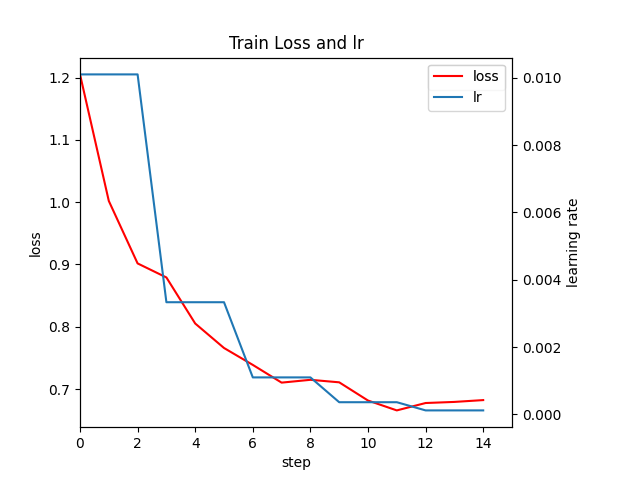 Train Loss and lr
loss
lr
1.2
1.1
1.0
0.9
0.8
0.7
loss
0.010
0.008
0.006
0.004
0.002
0.000
learning rate
0 2 4 6 8 10 12 14
step